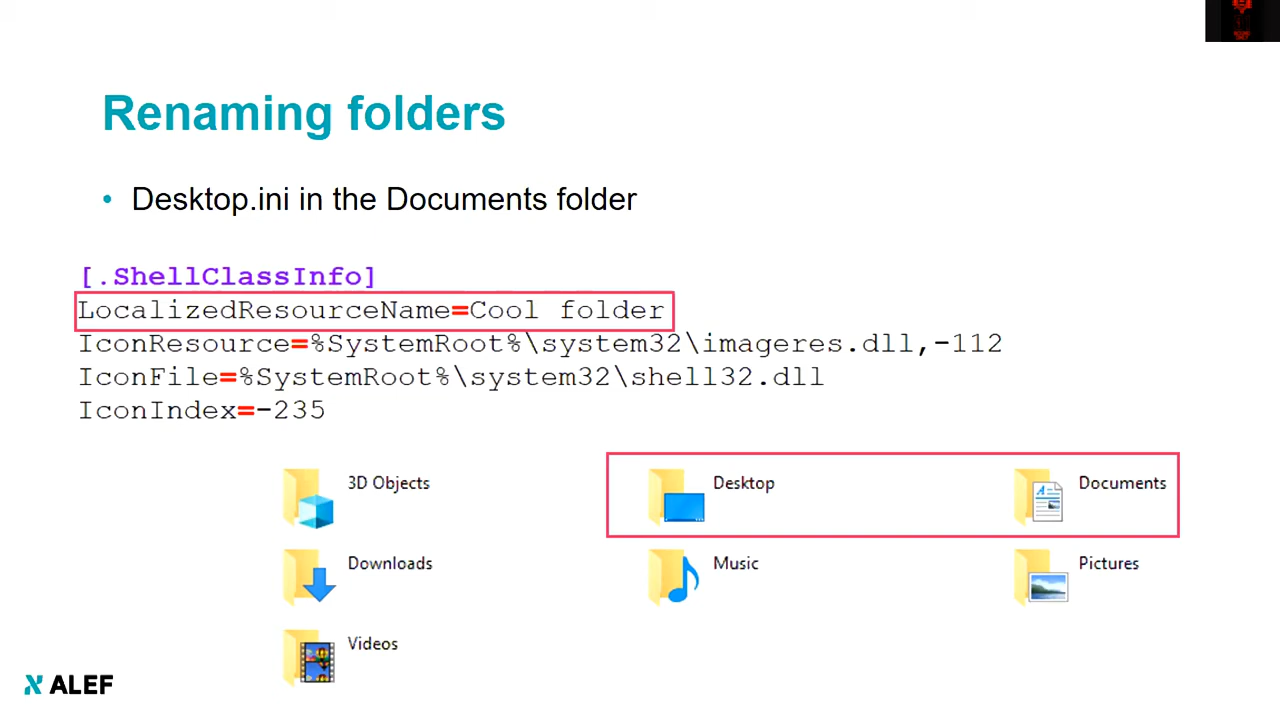 Renaming folders
• Desktop.ini in the Documents folder
[.ShellClassInfo]
LocalizedResourceName=Cool folder
IconResource=%SystemRoot%\system32\imageres.dll,-112
IconFile=%SystemRoot%\system32\shell32.dll
IconIndex=-235
3D Objects
Desktop
Documents
Downloads
Music
Pictures
Videos
ALEF